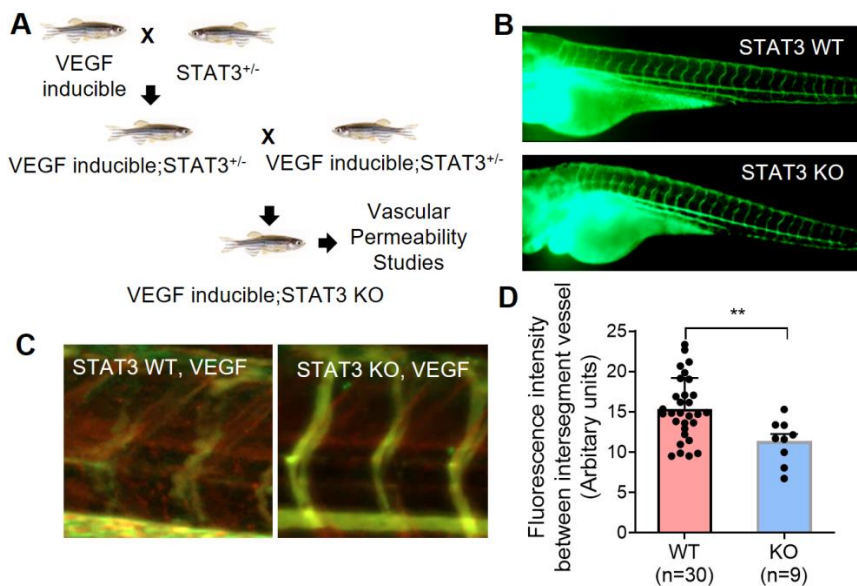 A
X
VEGF
inducible
STAT3+/-
X
VEGF inducible;STAT3+/-
VEGF inducible;STAT3+/-
Vascular
Permeability
Studies
VEGF inducible;STAT3 KO
B
STAT3 WT
STAT3 KO
C
STAT3 WT, VEGF
STAT3 KO, VEGF
D
Fluorescence intensity
between intersegment vessel
(Arbitary units)
**
25
20
15
10
5
0
WT
(n=30)
KO
(n=9)